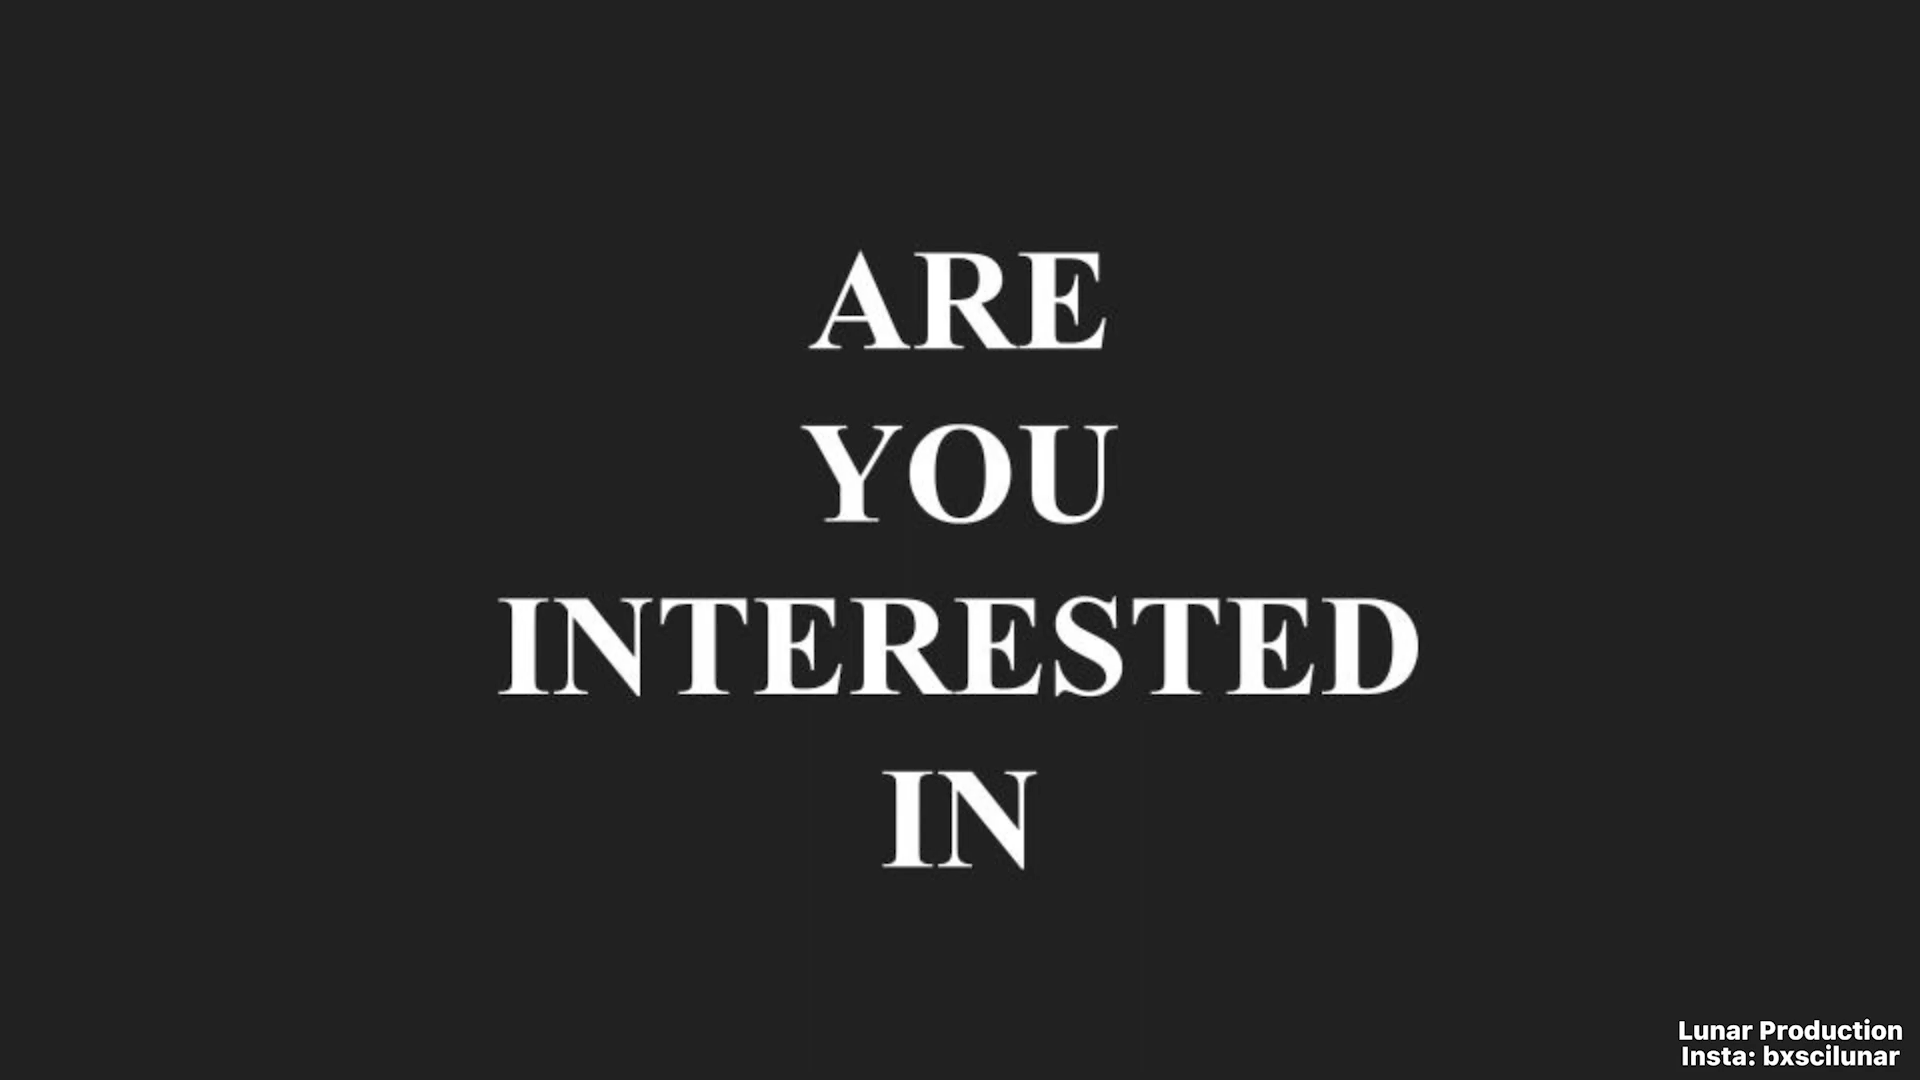 ARE
YOU
INTERESTED
IN
Lunar Production
Insta: bxscilunar